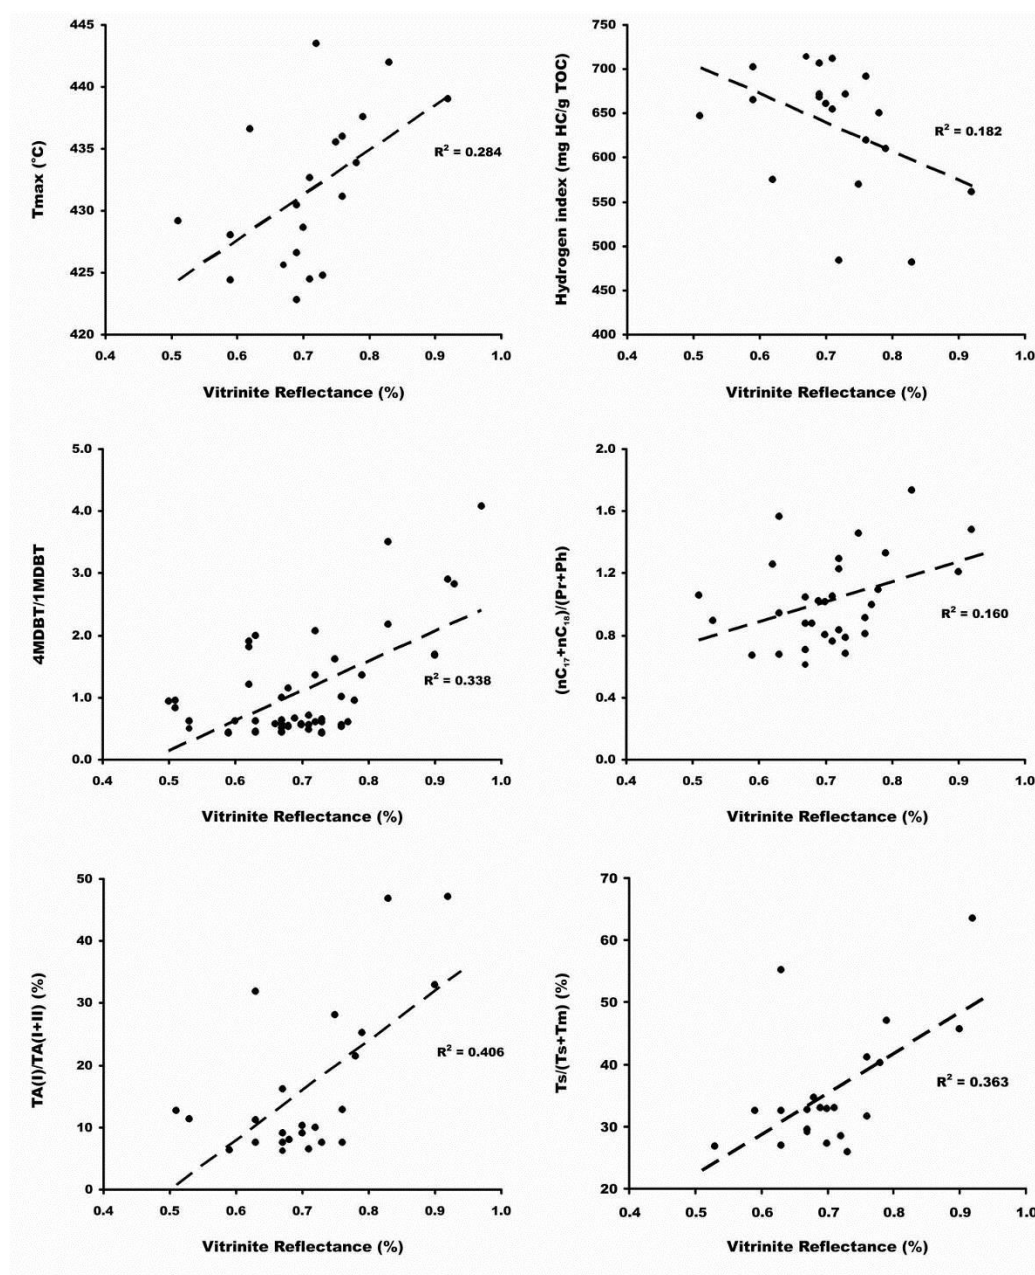 445
440
435
430
425
420
Tmax (°C)
R² = 0.284
0.4 0.5 0.6 0.7 0.8 0.9 1.0
Vitrinite Reflectance (%)
750
700
650
600
550
500
450
400
Hydrogen index (mg HC/g TOC)
R² = 0.182
0.4 0.5 0.6 0.7 0.8 0.9 1.0
Vitrinite Reflectance (%)
5.0
4.0
3.0
2.0
1.0
0.0
4MDBT/1MDBT
R² = 0.338
0.4 0.5 0.6 0.7 0.8 0.9 1.0
Vitrinite Reflectance (%)
2.0
1.6
1.2
0.8
0.4
0.0
(nC₁₇+nC₁₈)/(Pr+Ph)
R² = 0.160
0.4 0.5 0.6 0.7 0.8 0.9 1.0
Vitrinite Reflectance (%)
50
40
30
20
10
0
TA(I)/TA(I+II) (%)
R² = 0.406
0.4 0.5 0.6 0.7 0.8 0.9 1.0
Vitrinite Reflectance (%)
70
60
50
40
30
20
Ts/(Ts+Tm) (%)
R² = 0.363
0.4 0.5 0.6 0.7 0.8 0.9 1.0
Vitrinite Reflectance (%)